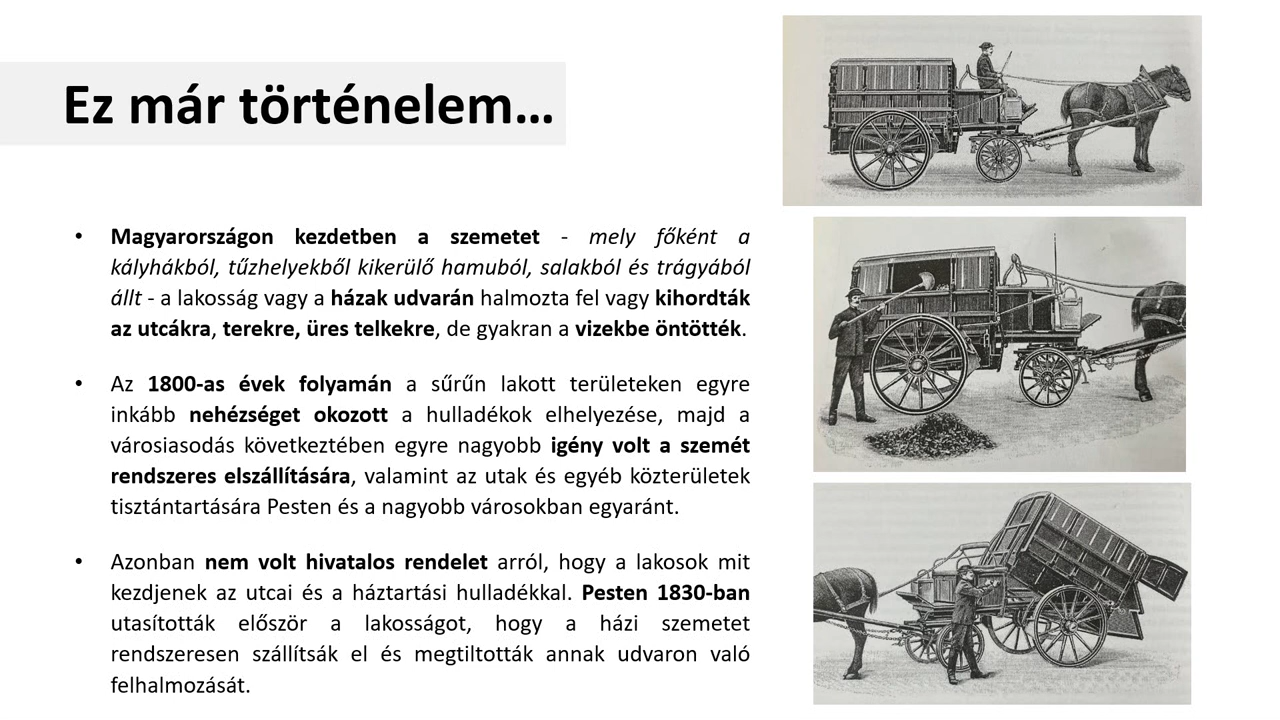 Ez már történelem...
• Magyarországon kezdetben a szemetet - mely főként a
kályhákból, tűzhelyekből kikerülő hamuból, salakból és trágyából
állt - a lakosság vagy a házak udvarán halmozta fel vagy kihordták
az utcákra, terekre, üres telkekre, de gyakran a vizekbe öntötték.
• Az 1800-as évek folyamán a sűrűn lakott területeken egyre
inkább nehézséget okozott a hulladékok elhelyezése, majd a
városiasodás következtében egyre nagyobb igény volt a szemét
rendszeres elszállítására, valamint az utak és egyéb közterületek
tisztántartására Pesten és a nagyobb városokban egyaránt.
• Azonban nem volt hivatalos rendelet arról, hogy a lakosok mit
kezdjenek az utcai és a háztartási hulladékkal. Pesten 1830-ban
utasították először a lakosságot, hogy a házi szemetet
rendszeresen szállítsák el és megtiltották annak udvaron való
felhalmozását.